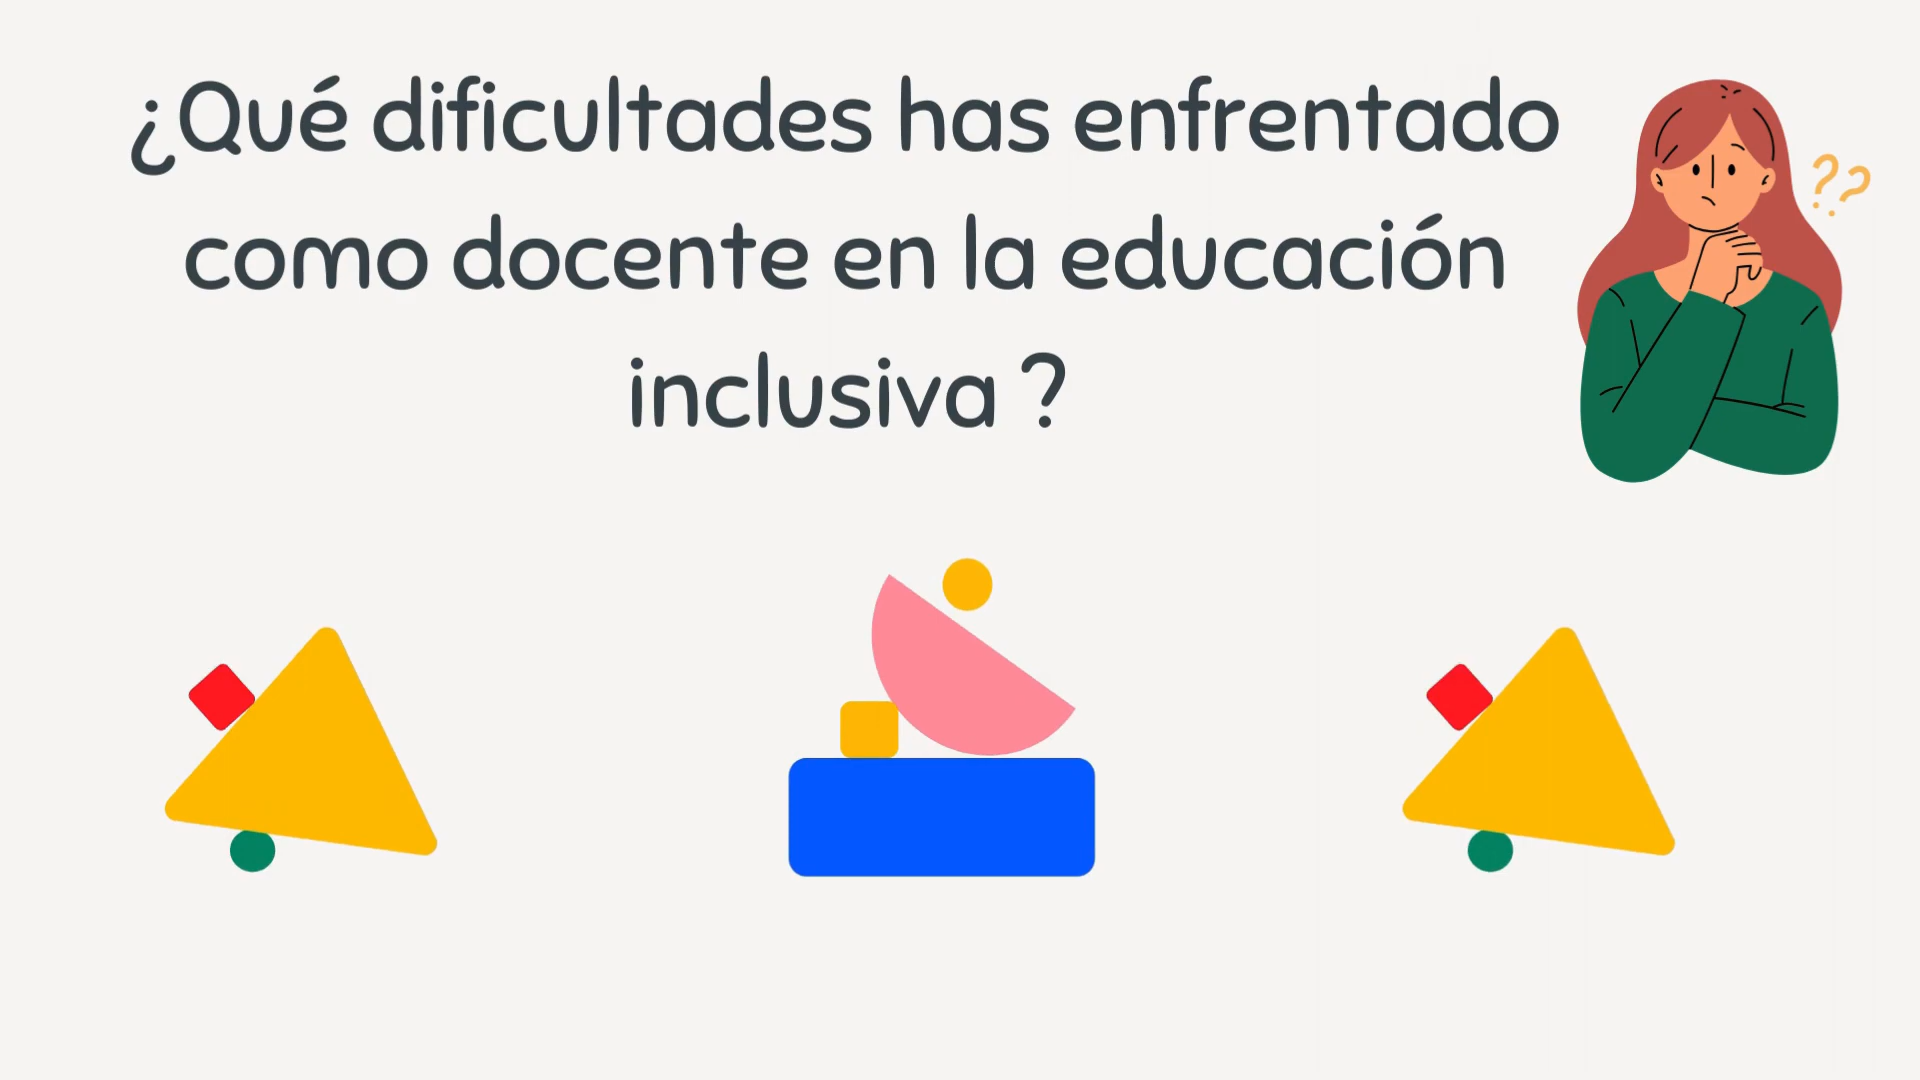 ¿Qué dificultades has enfrentado
como docente en la educación
inclusiva ?
??